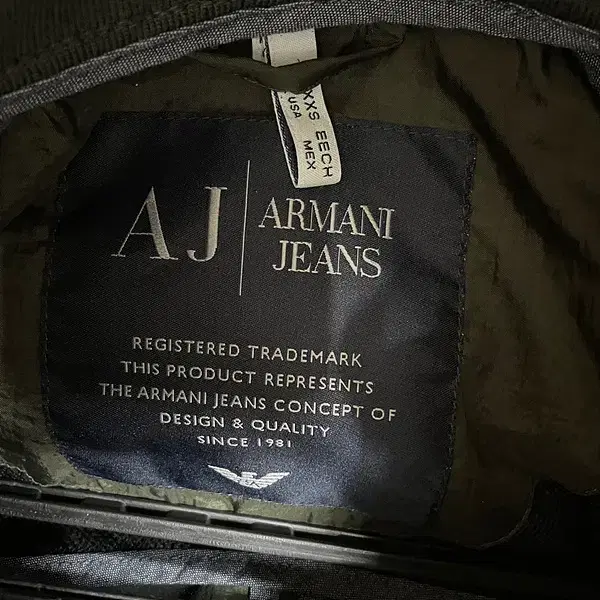 XXS EECH
USA MEX
AJ
ARMANI
JEANS
REGISTERED TRADEMARK
THIS PRODUCT REPRESENTS
THE ARMANI JEANS CONCEPT OF
DESIGN & QUALITY
SINCE 1981